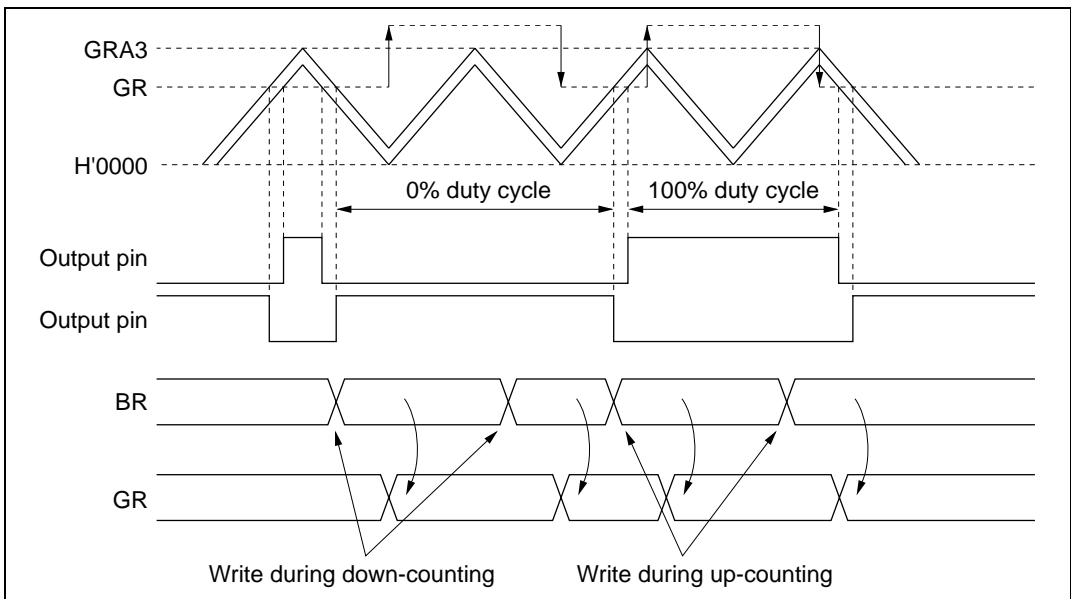 GRA3
GR
H'0000
0% duty cycle
100% duty cycle
Output pin
Output pin
BR
GR
Write during down-counting
Write during up-counting